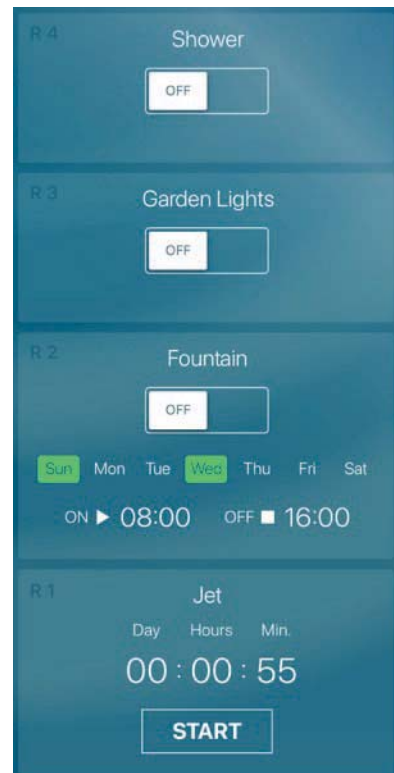 R 4
Shower
OFF
R 3
Garden Lights
OFF
R 2
Fountain
OFF
Sun Mon Tue Wed Thu Fri Sat
ON 08:00 OFF 16:00
R 1
Jet
Day Hours Min.
00 : 00 : 55
START